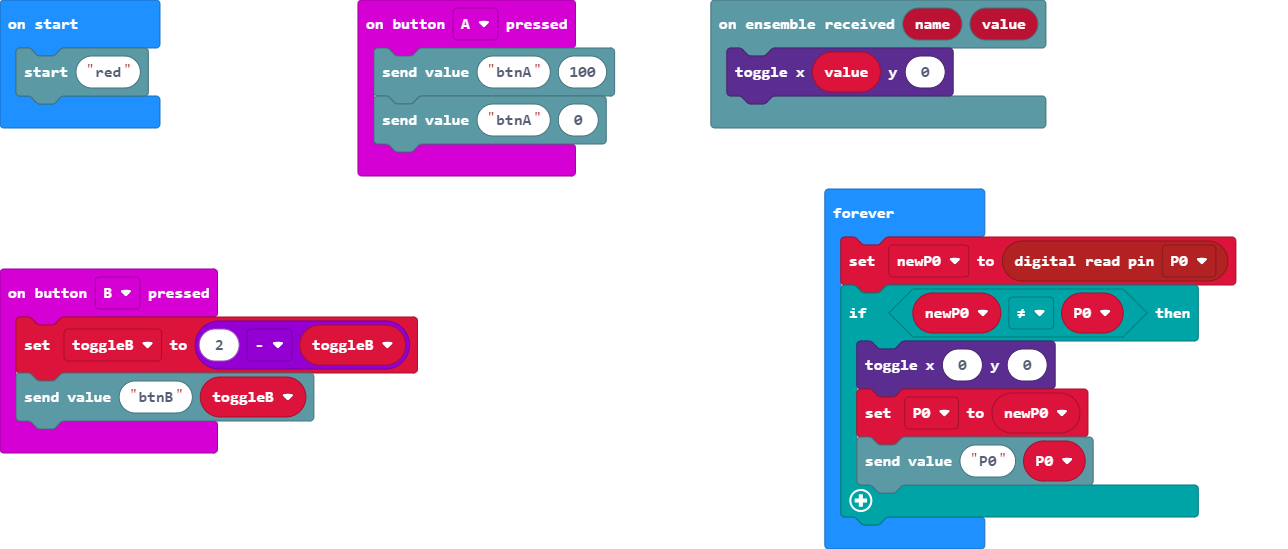 on start
start "red"
on button A pressed
send value "btnA" 100
send value "btnA" 0
on ensemble received name value
toggle x value y 0
on button B pressed
set toggleB to 2 - toggleB
send value "btnB" toggleB
forever
set newP0 to digital read pin P0
if newP0 ≠ P0 then
toggle x 0 y 0
set P0 to newP0
send value "P0" P0